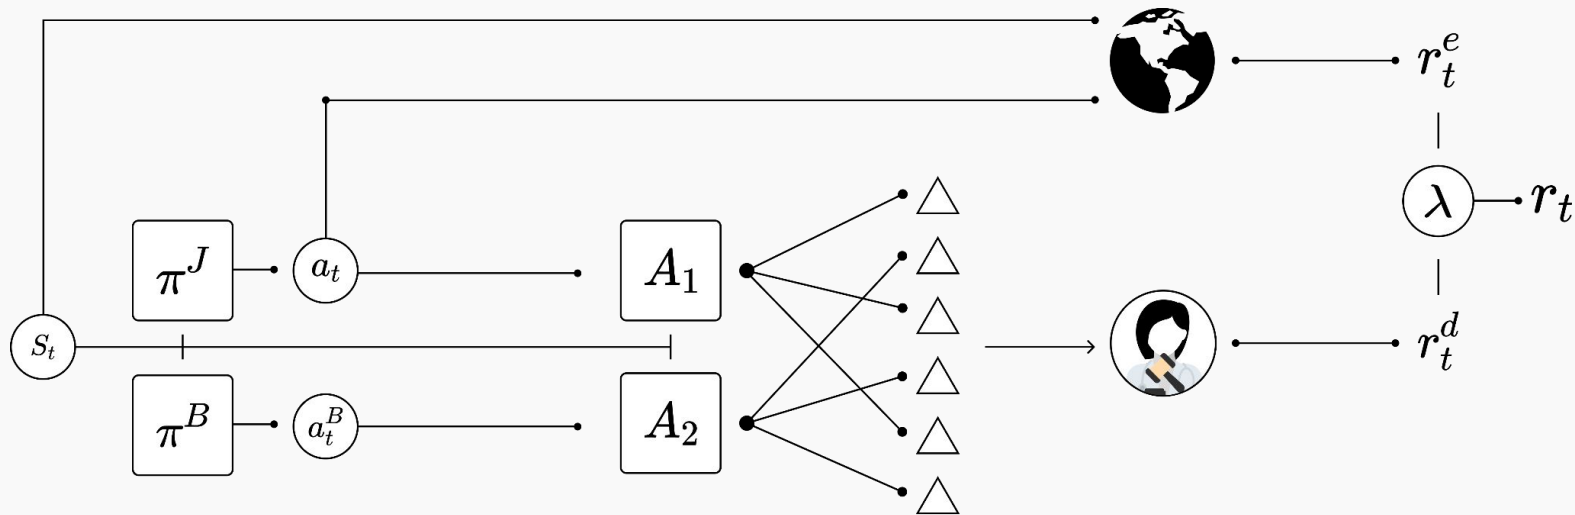 r_t^e
λ
r_t
π^J
a_t
A_1
S_t
r_t^d
π^B
a_t^B
A_2